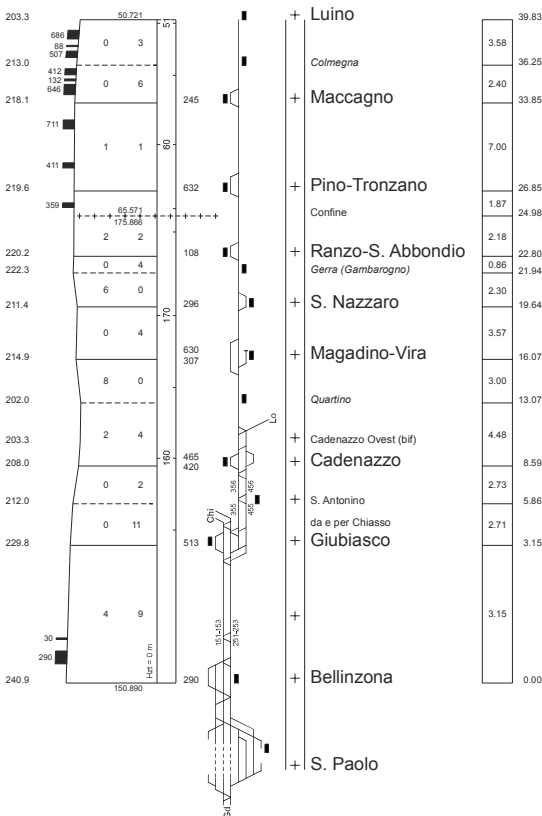 203.3 50.721 51 + Luino 39.83
686 0 3 3.58
88
507
213.0 Colmegna 36.25
412 0 6 2.40
132
646
218.1 245 + Maccagno 33.85
711 60
1 1 7.00
411
219.6 632 + Pino-Tronzano 26.85
359 1.87
65.571 Confine 24.98
175.866
2 2 2.18
220.2 108 + Ranzo-S. Abbondio 22.80
0 4 0.86
222.3 Gerra (Gambarogno) 21.94
6 0 2.30
211.4 296 + S. Nazzaro 19.64
170
0 4 3.57
214.9 630 + Magadino-Vira 16.07
307
8 0 3.00
202.0 Quartino 13.07
Lo
2 4 4.48
203.3 + Cadenazzo Ovest (bif)
208.0 160 465 + Cadenazzo 8.59
420
0 2 356 456 2.73
212.0 355 455 + S. Antonino 5.86
0 11 Chi da e per Chiasso 2.71
229.8 513 + Giubiasco 3.15
4 9 151-153 251-253 + 3.15
30
290
Hzt = 0 m
240.9 290 + Bellinzona 0.00
150.890
+ S. Paolo
Gd